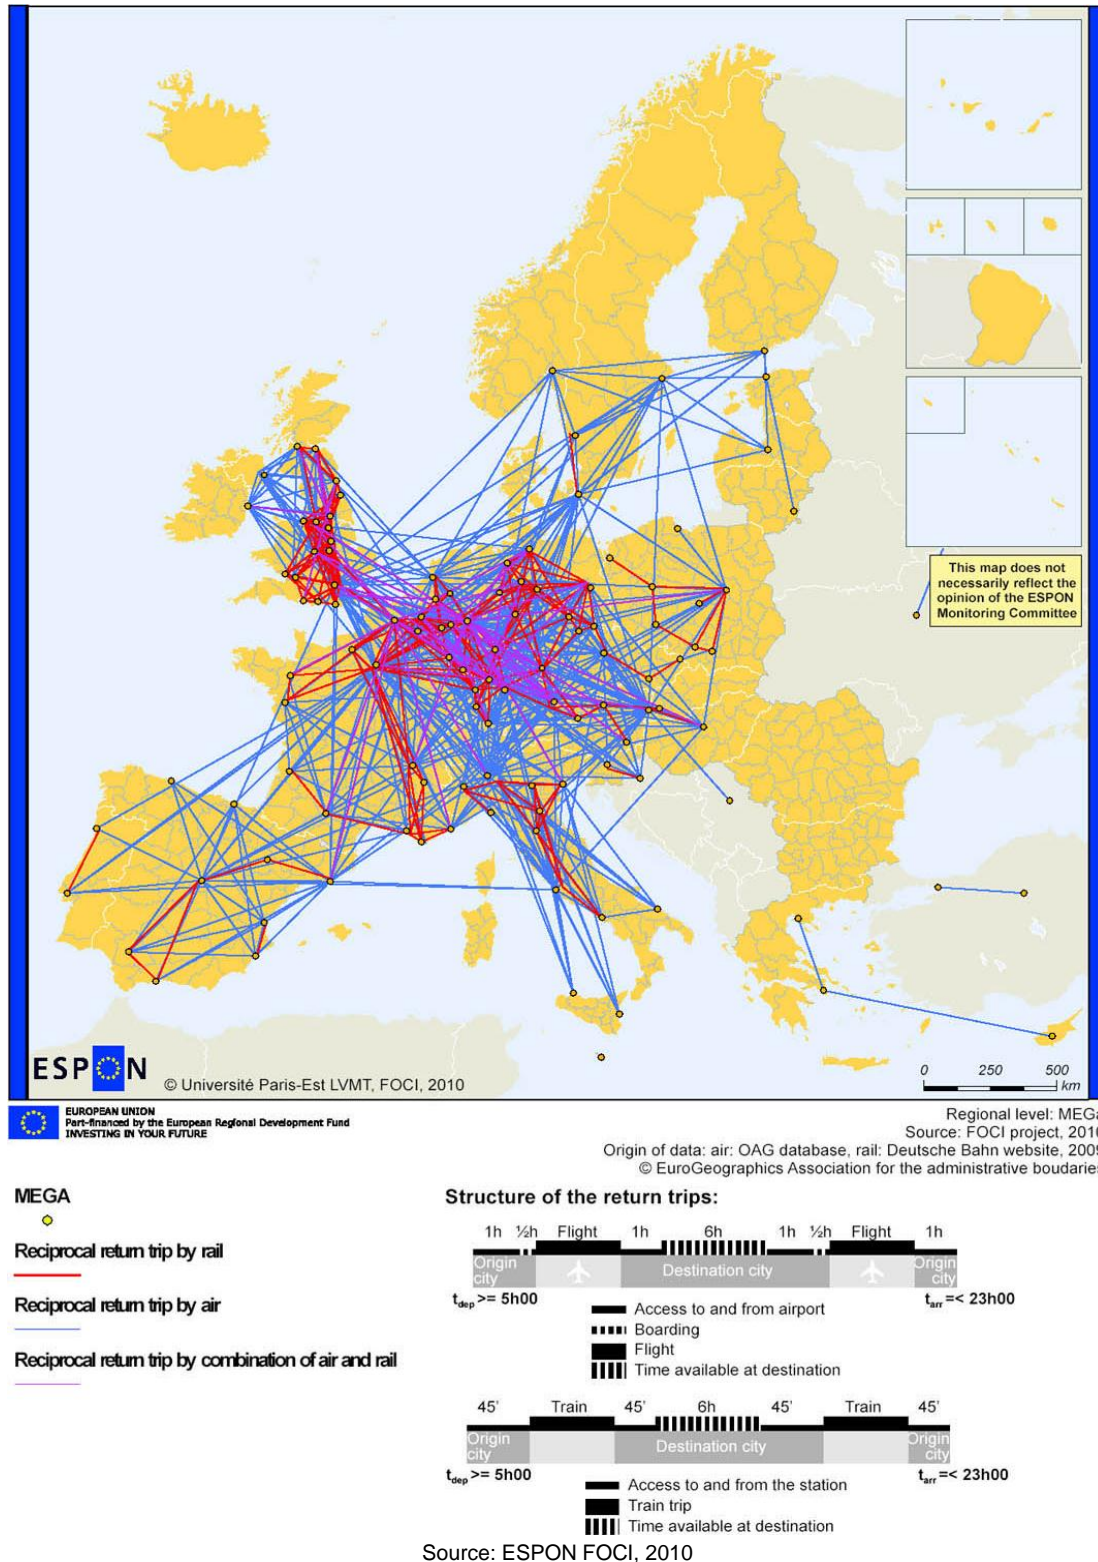 This map does not
necessarily reflect the
opinion of the ESPON
Monitoring Committee
ESPON
© Université Paris-Est LVMT, FOCI, 2010
0 250 500
km
EUROPEAN UNION
Part-financed by the European Regional Development Fund
INVESTING IN YOUR FUTURE
Regional level: MEGa
Source: FOCI project, 2010
Origin of data: air: OAG database, rail: Deutsche Bahn website, 2009
© EuroGeographics Association for the administrative boudaries
MEGA
Reciprocal return trip by rail
Reciprocal return trip by air
Reciprocal return trip by combination of air and rail
Structure of the return trips:
1h ½h Flight 1h 6h 1h ½h Flight 1h
Origin city Destination city Origin city
tdep >= 5h00 tarr =< 23h00
Access to and from airport
Boarding
Flight
Time available at destination
45' Train 45' 6h 45' Train 45'
Origin city Destination city Origin city
tdep >= 5h00 tarr =< 23h00
Access to and from the station
Train trip
Time available at destination
Source: ESPON FOCI, 2010